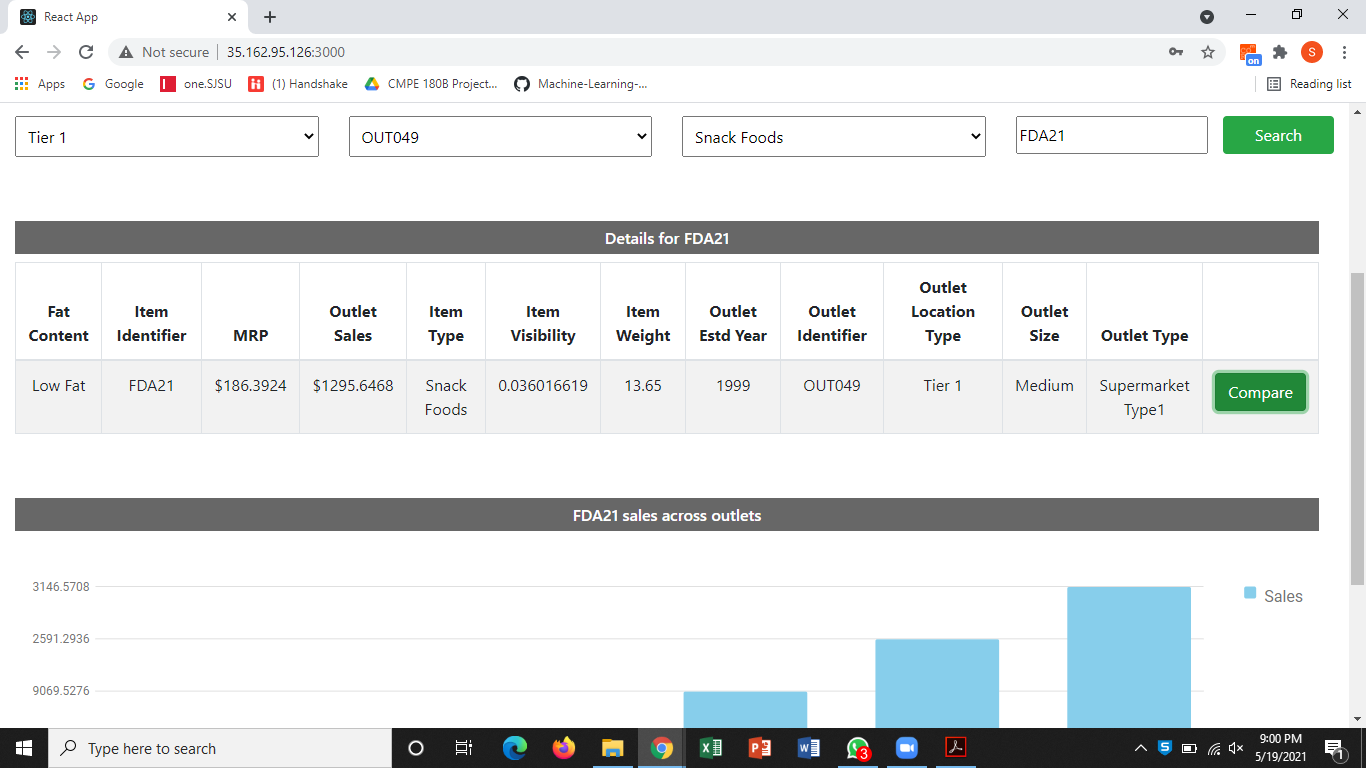 React App
Not secure
35.162.95.126:3000
on
S
Apps
Google
one.SJSU
(1) Handshake
CMPE 180B Project...
Machine-Learning-...
Reading list
Tier 1
OUT049
Snack Foods
FDA21
Search
Details for FDA21
Fat
Content
Item
Identifier
MRP
Outlet
Sales
Item
Type
Item
Visibility
Item
Weight
Outlet
Estd Year
Outlet
Identifier
Outlet
Location
Type
Outlet
Size
Outlet Type
Low Fat
FDA21
$186.3924
$1295.6468
Snack
Foods
0.036016619
13.65
1999
OUT049
Tier 1
Medium
Supermarket
Type1
Compare
FDA21 sales across outlets
3146.5708
2591.2936
9069.5276
Sales
Type here to search
3
9:00 PM
5/19/2021
1